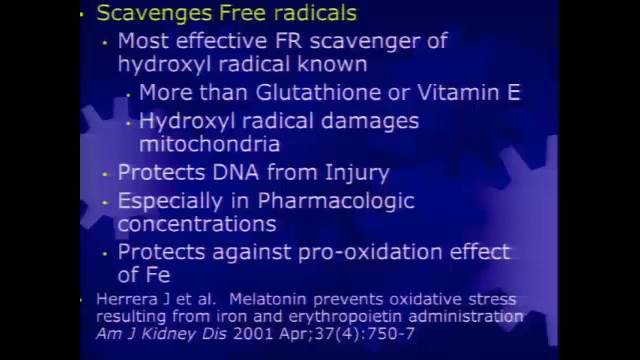 Scavenges Free radicals
Most effective FR scavenger of
hydroxyl radical known
More than Glutathione or Vitamin E
Hydroxyl radical damages
mitochondria
Protects DNA from Injury
Especially in Pharmacologic
concentrations
Protects against pro-oxidation effect
of Fe
Herrera J et al. Melatonin prevents oxidative stress
resulting from iron and erythropoietin administration
Am J Kidney Dis 2001 Apr;37(4):750-7